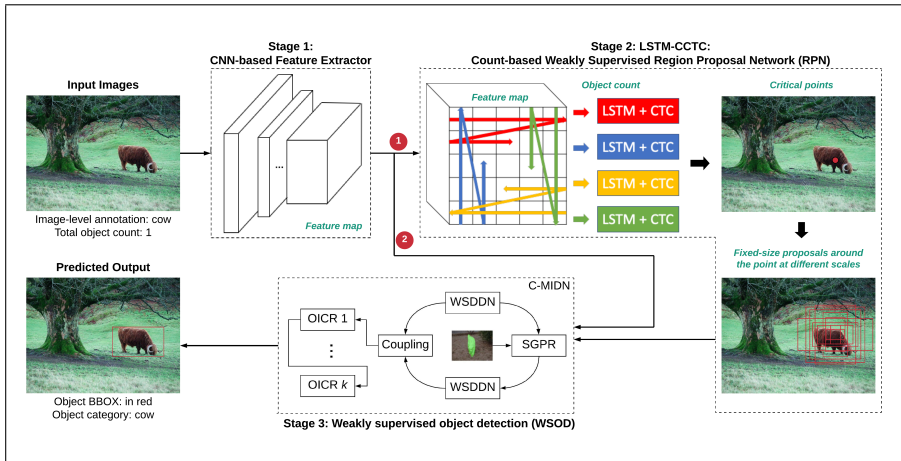 Stage 1:
CNN-based Feature Extractor
Stage 2: LSTM-CCTC:
Count-based Weakly Supervised Region Proposal Network (RPN)
Input Images
Image-level annotation: cow
Total object count: 1
...
Feature map
1
2
Feature map
Object count
LSTM + CTC
LSTM + CTC
LSTM + CTC
LSTM + CTC
Critical points
Fixed-size proposals around
the point at different scales
Predicted Output
Object BBOX: in red
Object category: cow
C-MIDN
OICR 1
...
OICR k
Coupling
WSDDN
WSDDN
SGPR
Stage 3: Weakly supervised object detection (WSOD)